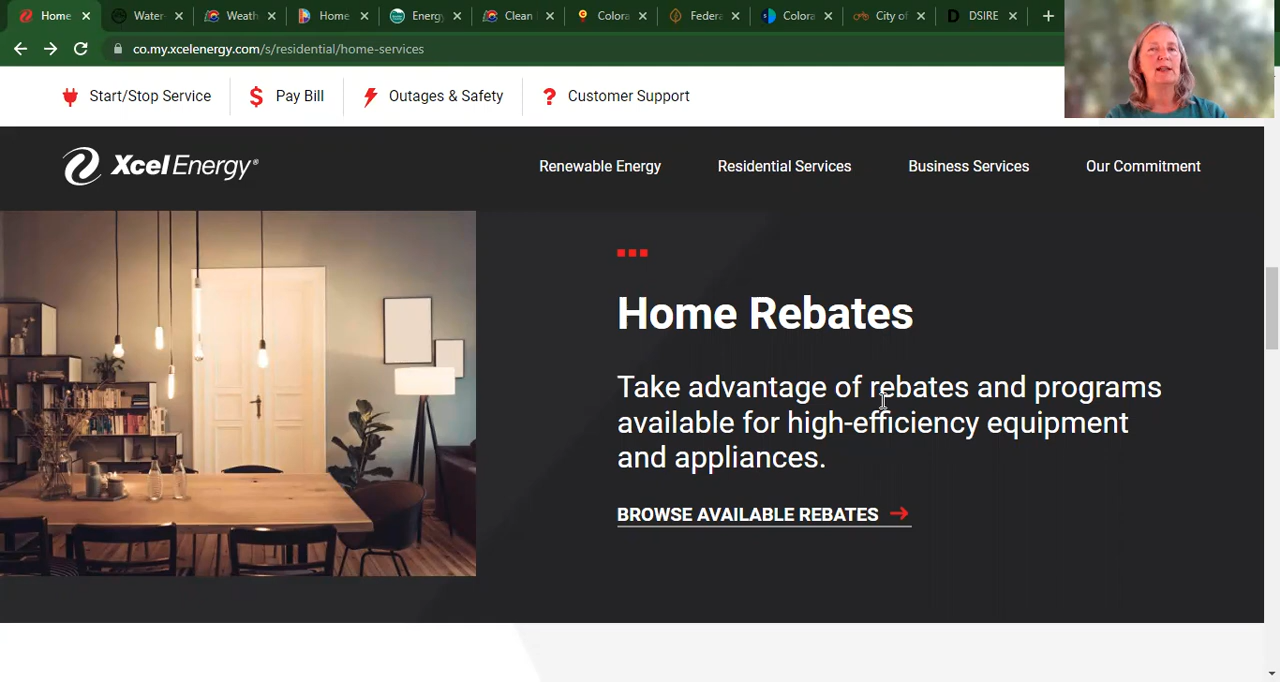 Home
Water-
Weath
Home
Energy
Clean
Colora
Federa
Colora
City of
DSIRE
co.my.xcelenergy.com/s/residential/home-services
Start/Stop Service
Pay Bill
Outages & Safety
Customer Support
Xcel Energy®
Renewable Energy
Residential Services
Business Services
Our Commitment
Home Rebates
Take advantage of rebates and programs
available for high-efficiency equipment
and appliances.
BROWSE AVAILABLE REBATES